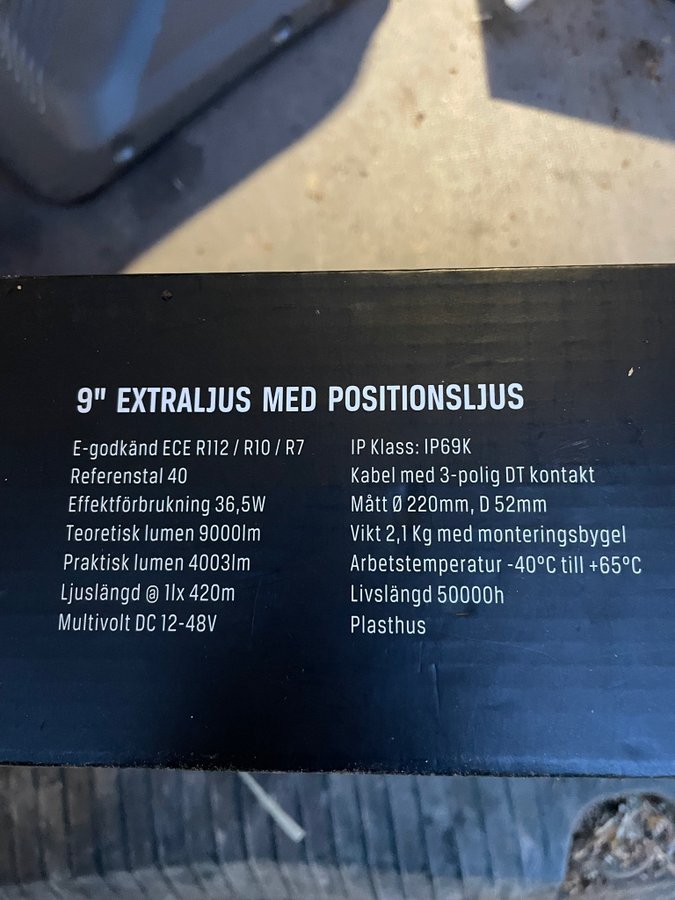 9" EXTRALJUS MED POSITIONSLJUS
E-godkänd ECE R112 / R10 / R7
Referenstal 40
Effektförbrukning 36,5W
Teoretisk lumen 9000lm
Praktisk lumen 4003lm
Ljuslängd @ 1lx 420m
Multivolt DC 12-48V
IP Klass: IP69K
Kabel med 3-polig DT kontakt
Mått Ø 220mm, D 52mm
Vikt 2,1 Kg med monteringsbygel
Arbetstemperatur -40°C till +65°C
Livslängd 50000h
Plasthus